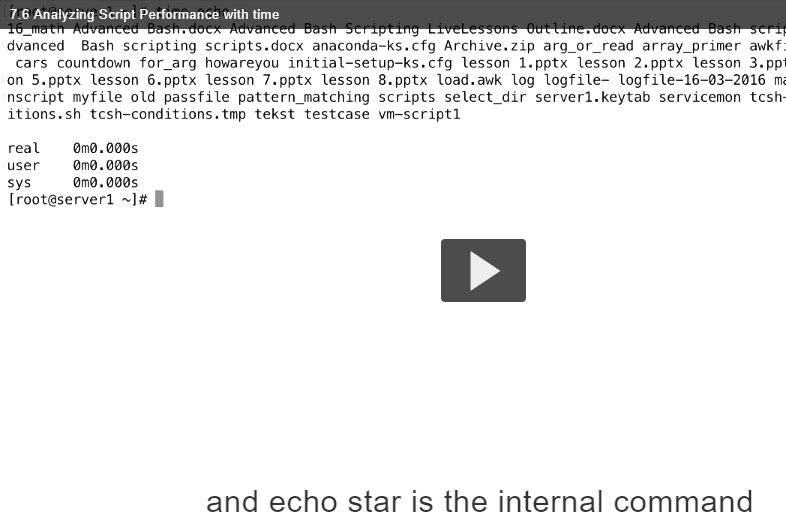 7.6 Analyzing Script Performance with time
16_math Advanced Bash.docx Advanced Bash Scripting LiveLessons Outline.docx Advanced Bash scrip
dvanced  Bash scripting scripts.docx anaconda-ks.cfg Archive.zip arg_or_read array_primer awkfi
cars countdown for_arg howareyou initial-setup-ks.cfg lesson 1.pptx lesson 2.pptx lesson 3.ppt
on 5.pptx lesson 6.pptx lesson 7.pptx lesson 8.pptx load.awk log logfile- logfile-16-03-2016 ma
nscript myfile old passfile pattern_matching scripts select_dir server1.keytab servicemon tcsh-
itions.sh tcsh-conditions.tmp tekst testcase vm-script1
real    0m0.000s
user    0m0.000s
sys     0m0.000s
[root@server1 ~]#
and echo star is the internal command